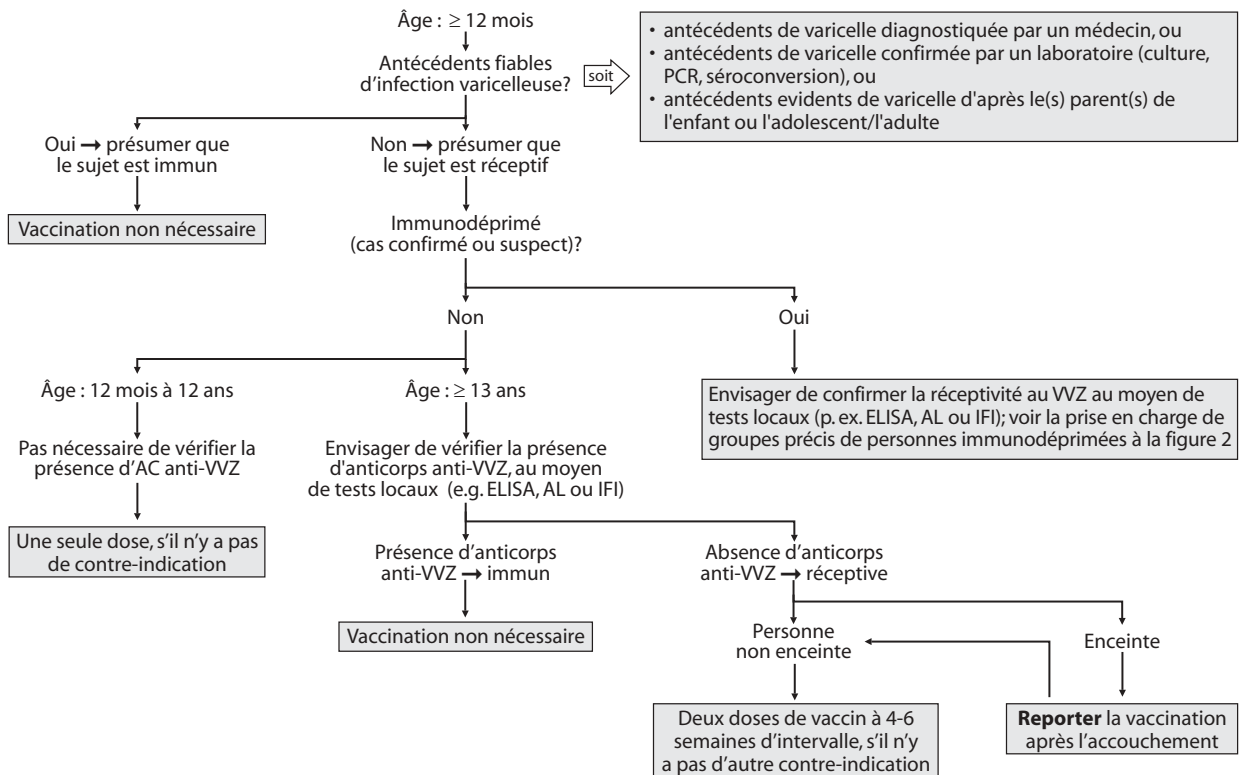 Âge : ≥ 12 mois
Antécédents fiables
d'infection varicelleuse?
soit
• antécédents de varicelle diagnostiquée par un médecin, ou
• antécédents de varicelle confirmée par un laboratoire (culture,
PCR, séroconversion), ou
• antécédents evidents de varicelle d'après le(s) parent(s) de
l'enfant ou l'adolescent/l'adulte
Oui → présumer que
le sujet est immun
Non → présumer que
le sujet est réceptif
Vaccination non nécessaire
Immunodéprimé
(cas confirmé ou suspect)?
Non
Oui
Âge : 12 mois à 12 ans
Âge : ≥ 13 ans
Envisager de confirmer la réceptivité au VVZ au moyen de
tests locaux (p. ex. ELISA, AL ou IFI); voir la prise en charge de
groupes précis de personnes immunodéprimées à la figure 2
Pas nécessaire de vérifier la
présence d'AC anti-VVZ
Envisager de vérifier la présence
d'anticorps anti-VVZ, au moyen
de tests locaux (e.g. ELISA, AL ou IFI)
Une seule dose, s'il n'y a pas
de contre-indication
Présence d'anticorps
anti-VVZ → immun
Absence d'anticorps
anti-VVZ → réceptive
Vaccination non nécessaire
Personne
non enceinte
Enceinte
Deux doses de vaccin à 4-6
semaines d'intervalle, s'il n'y
a pas d'autre contre-indication
Reporter la vaccination
après l'accouchement